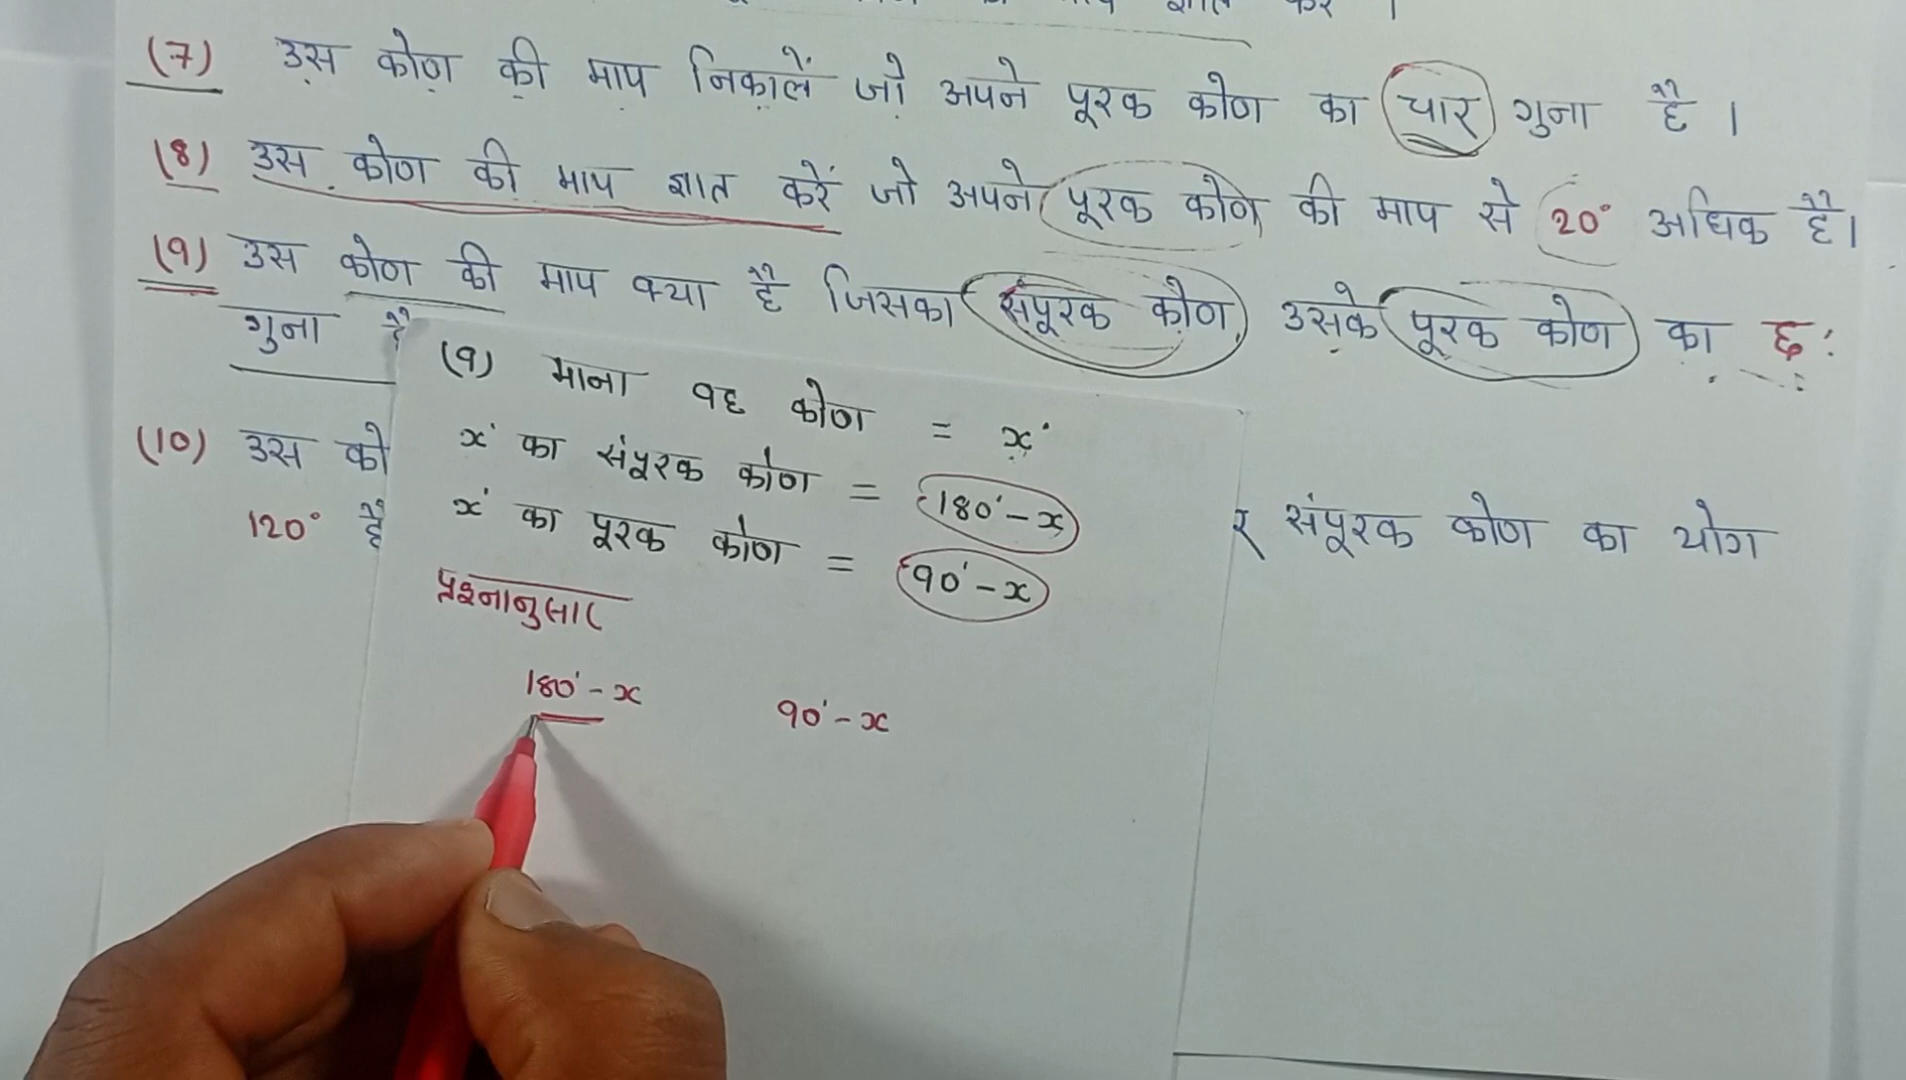 ज्ञात करें ।
(7) उस कोण की माप निकालें जो अपने पूरक कोण का चार गुना है ।
(8) उस कोण की माप ज्ञात करें जो अपने पूरक कोण की माप से 20° अधिक है।
(9) उस कोण की माप क्या है जिसका संपूरक कोण उसके पूरक कोण का छः
गुना है
(9) माना वह कोण = x°
x° का संपूरक कोण = 180° - x
x° का पूरक कोण = 90° - x
प्रश्नानुसार
180° - x 90° - x
(10) उस को
संपूरक कोण का योग
120° है